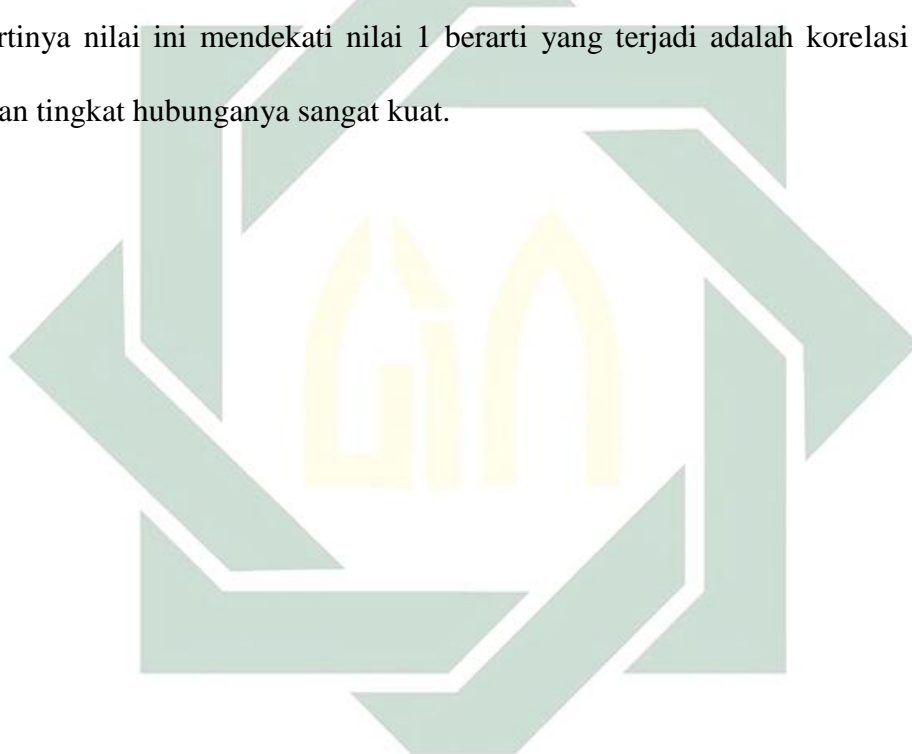 rtinya nilai ini mendekati nilai 1 berarti yang terjadi adalah korelasi
an tingkat hubunganya sangat kuat.